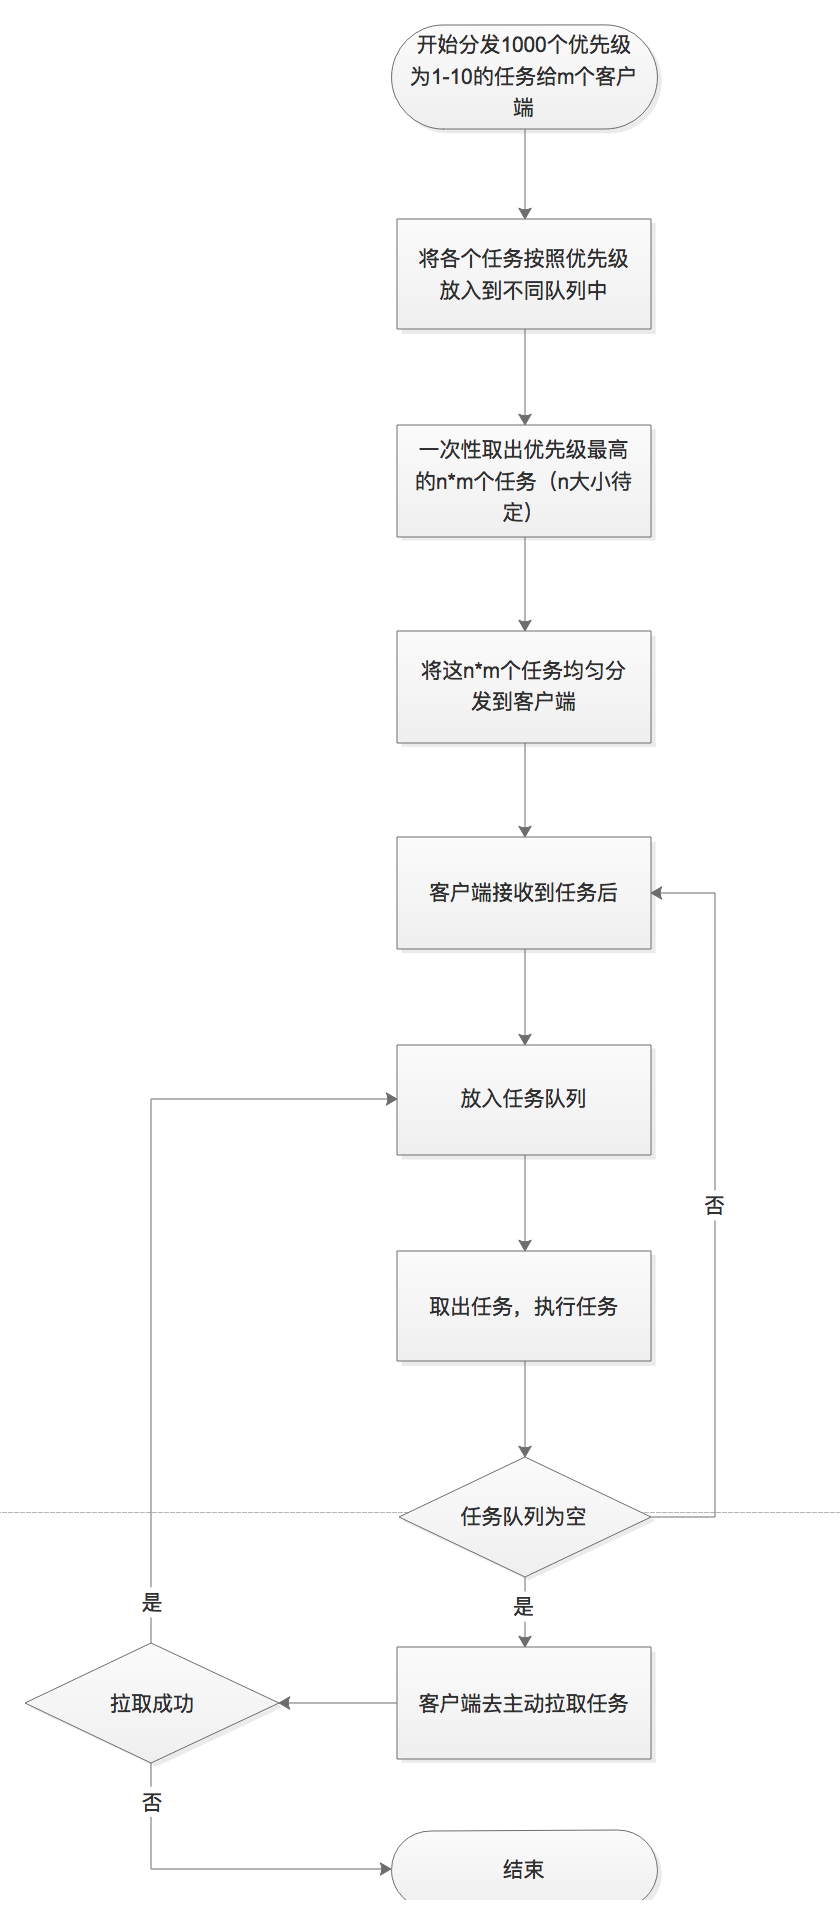 开始分发1000个优先级
为1-10的任务给m个客户
端
将各个任务按照优先级
放入到不同队列中
一次性取出优先级最高
的n*m个任务（n大小待
定）
将这n*m个任务均匀分
发到客户端
客户端接收到任务后
放入任务队列
否
取出任务，执行任务
任务队列为空
是
是
客户端去主动拉取任务
拉取成功
否
结束